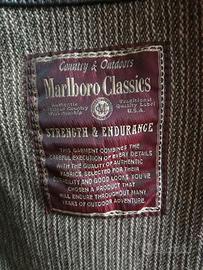 Country & Outdoors
Marlboro Classics
Authentic Traditional
Quality Label
Workmanship U.S.A.
STRENGTH & ENDURANCE
THIS GARMENT COMBINES THE
CAREFUL EXECUTION OF EVERY DETAILS
WITH THE QUALITY OF AUTHENTIC
FABRICS SELECTED FOR THEIR
AND GOOD LOOKS. YOU'VE
CHOSEN A PRODUCT THAT
WILL ENDURE THROUGHOUT MANY
YEARS OF OUTDOOR ADVENTURE